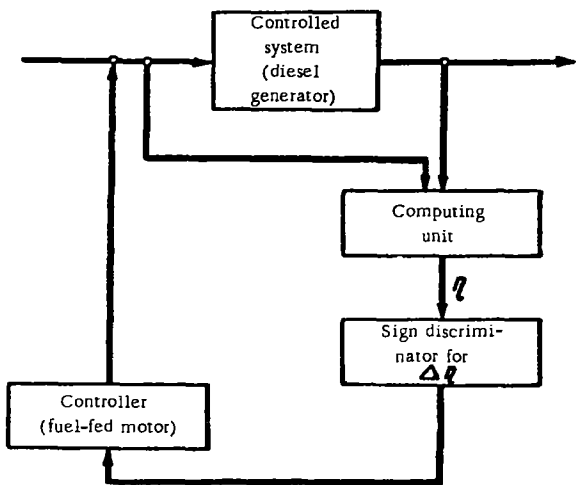 Controlled
system
(diesel
generator)
Computing
unit
η
Sign discrimi-
nator for
Δη
Controller
(fuel-fed motor)